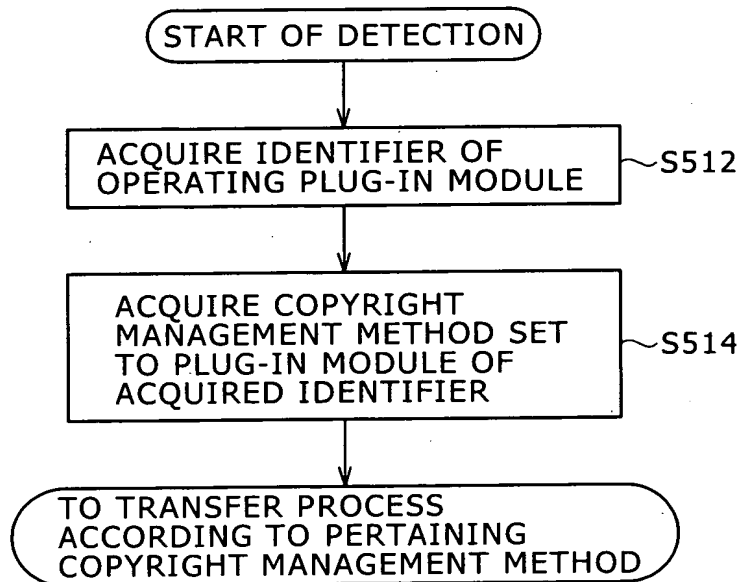 START OF DETECTION
ACQUIRE IDENTIFIER OF
OPERATING PLUG-IN MODULE
S512
ACQUIRE COPYRIGHT
MANAGEMENT METHOD SET
TO PLUG-IN MODULE OF
ACQUIRED IDENTIFIER
S514
TO TRANSFER PROCESS
ACCORDING TO PERTAINING
COPYRIGHT MANAGEMENT METHOD